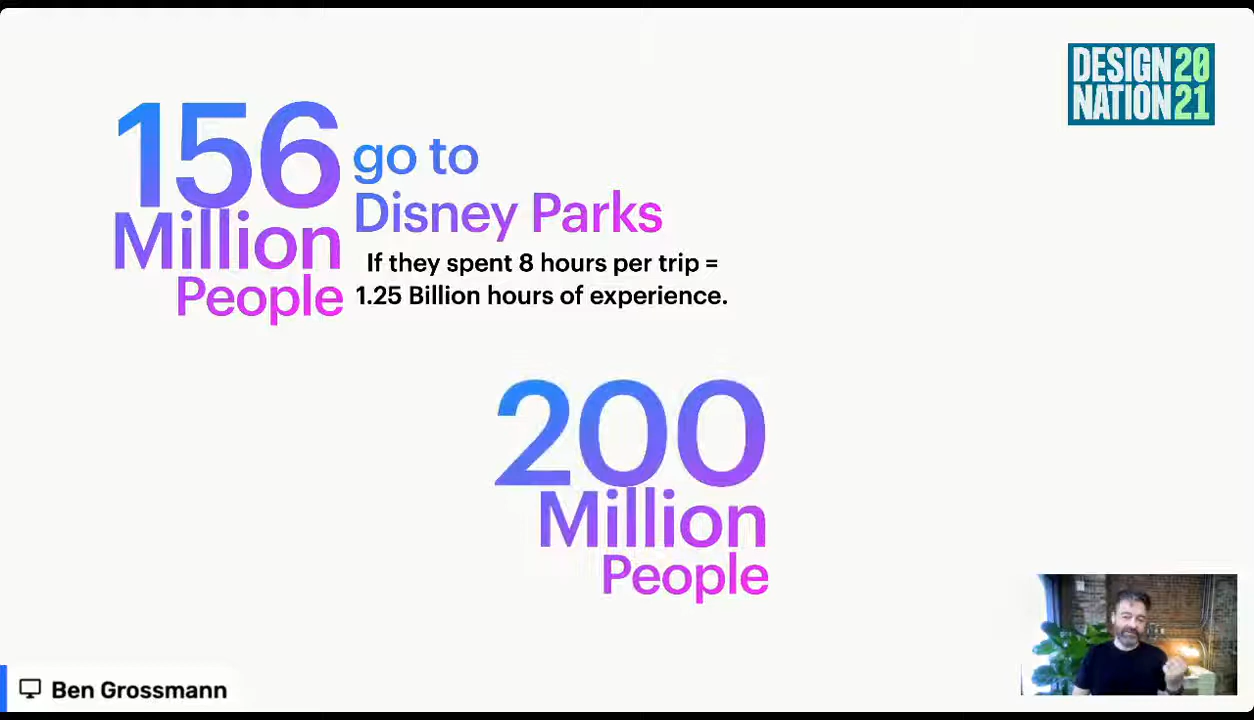 156
Million
People
go to
Disney Parks
If they spent 8 hours per trip =
1.25 Billion hours of experience.
200
Million
People
DESIGN 20
NATION 21
Ben Grossmann